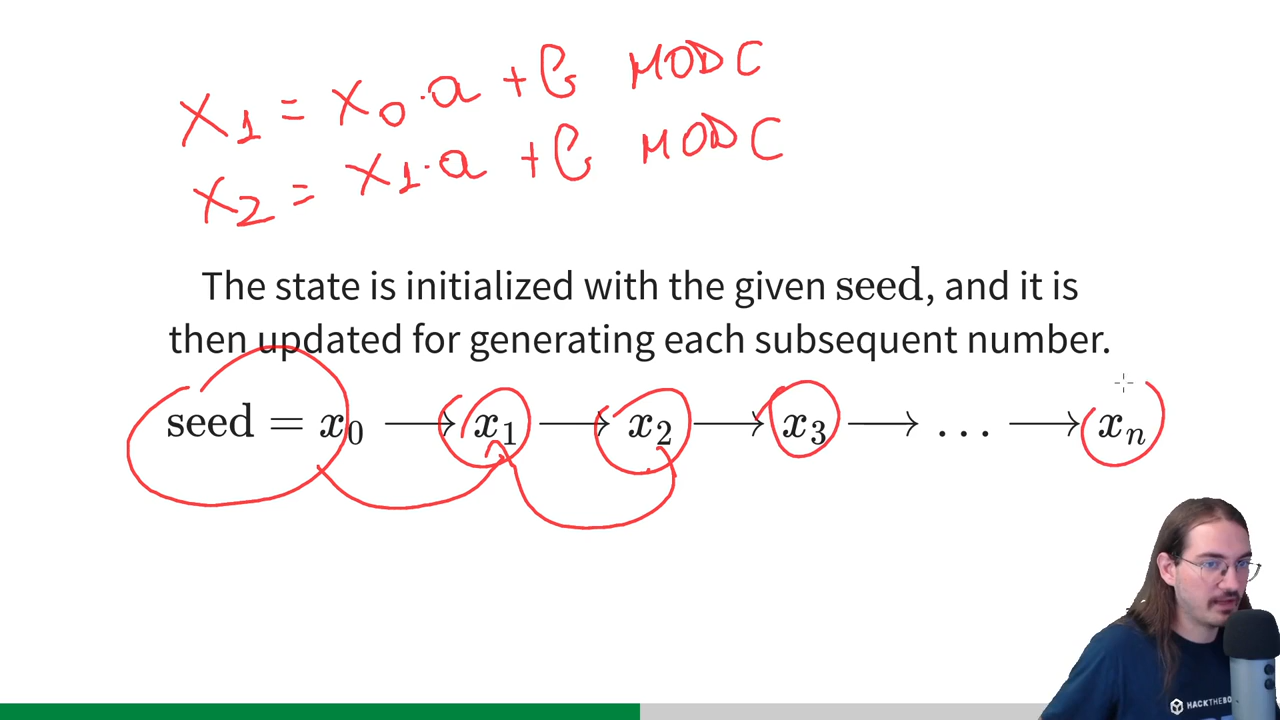 X₁ = X₀·a + b MOD C
X₂ = X₁·a + b MOD C
The state is initialized with the given seed, and it is
then updated for generating each subsequent number.
seed = x₀ ⟶ x₁ ⟶ x₂ ⟶ x₃ ⟶ … ⟶ xₙ
HACKTHEBO